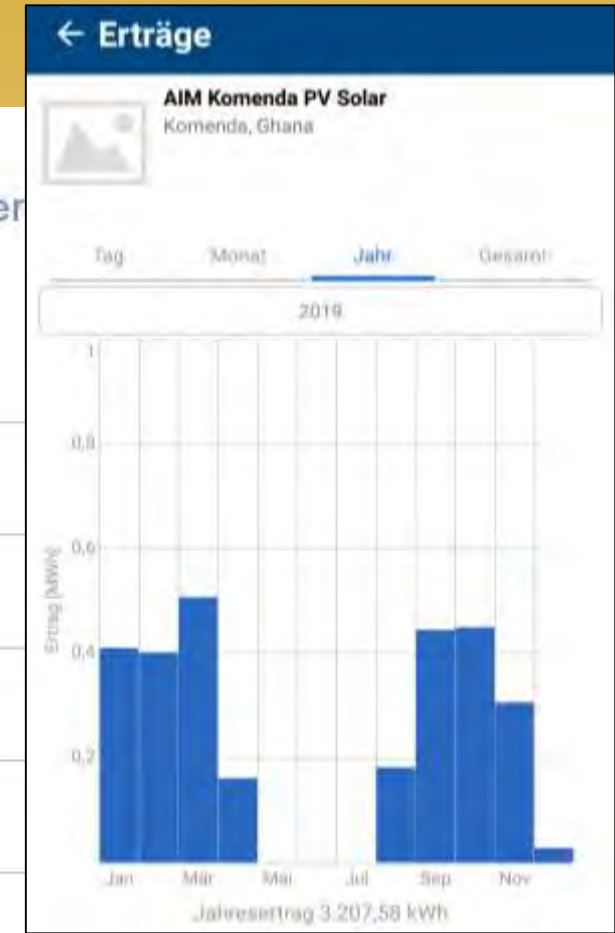 ← Erträge
AIM Komenda PV Solar
Komenda, Ghana
er
Tag Monat Jahr Gesamt
2019
1
0,8
0,6
0,4
0,2
Ertrag [MWh]
Jan Mär Mai Jul Sep Nov
Jahresertrag 3.207,58 kWh